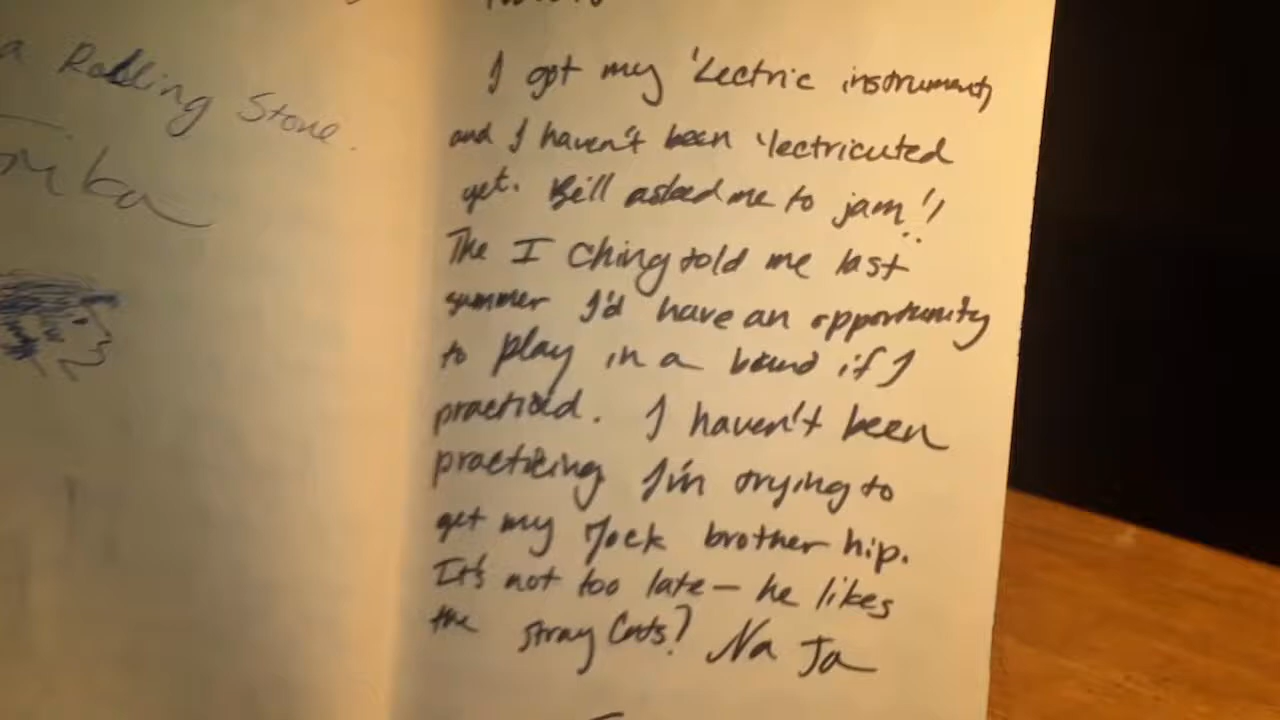 a Rolling Stone.
I got my 'Lectric instruments
and I haven't been 'lectricuted
yet. Bill asked me to jam!!
The I Ching told me last
summer I'd have an opportunity
to play in a band if I
practiced. I haven't been
practicing I'm trying to
get my Jock brother hip.
It's not too late — he likes
the stray Cats? Na Ja